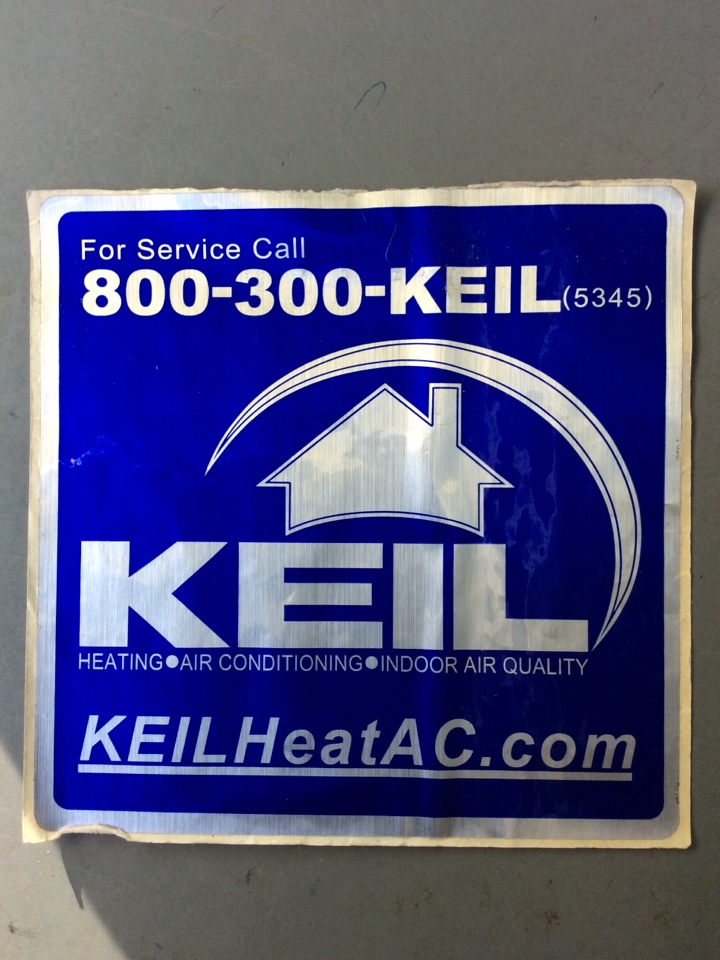 For Service Call
800-300-KEIL(5345)
KEIL
HEATING●AIR CONDITIONING●INDOOR AIR QUALITY
KEILHeatAC.com